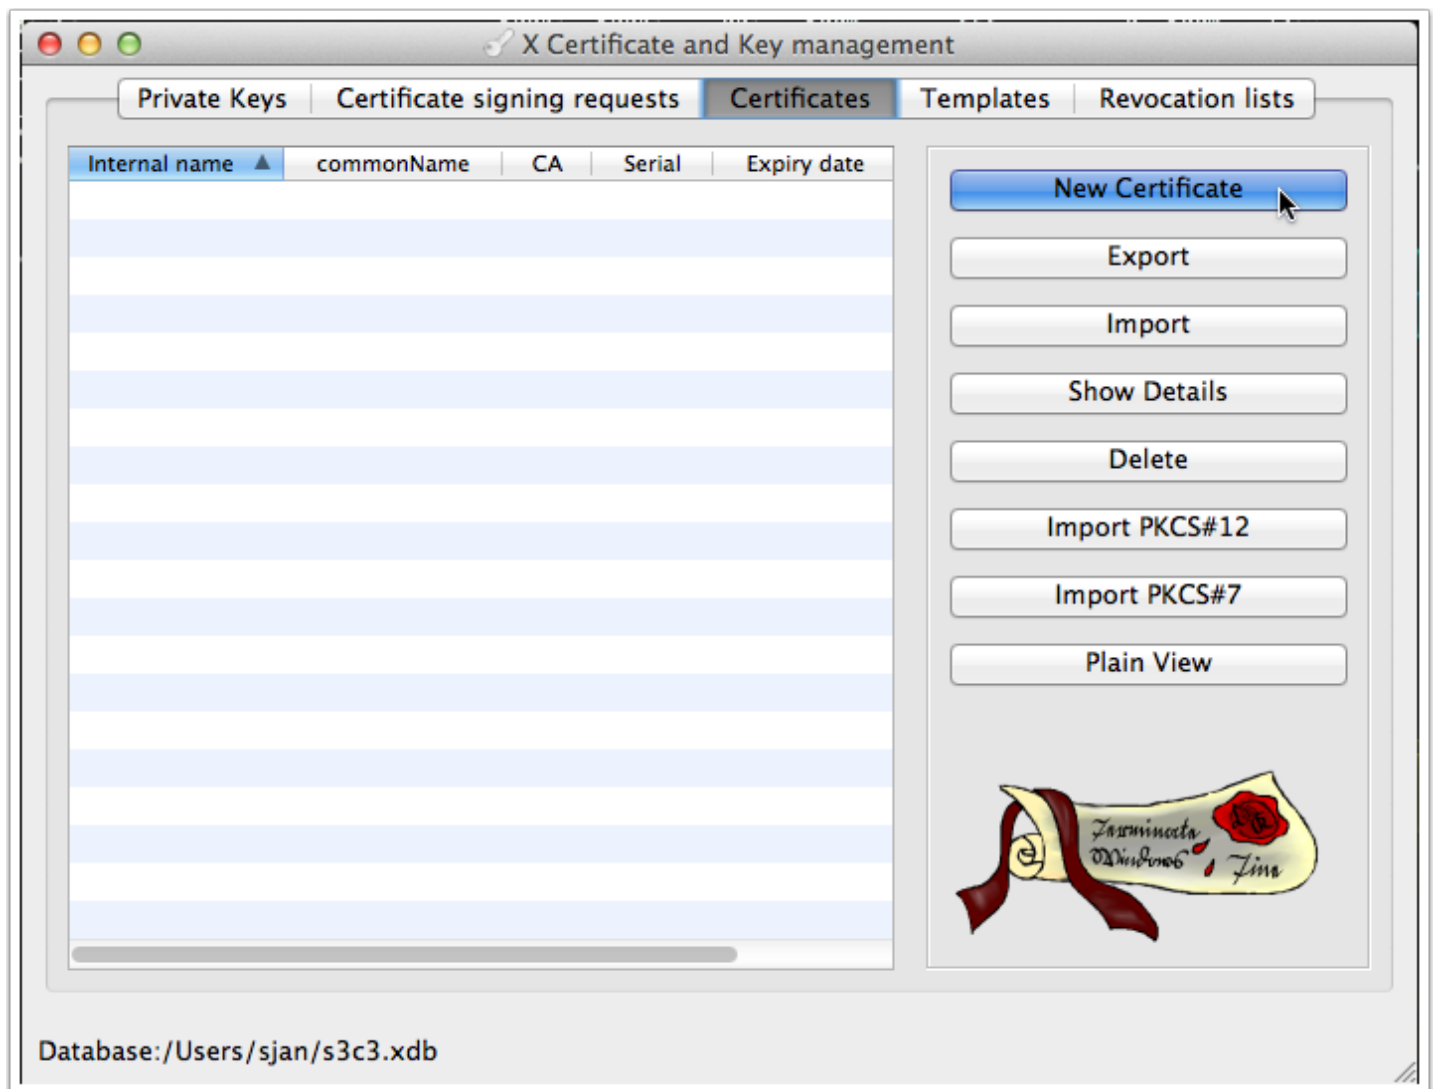 X Certificate and Key management
Private Keys
Certificate signing requests
Certificates
Templates
Revocation lists
Internal name
commonName
CA
Serial
Expiry date
New Certificate
Export
Import
Show Details
Delete
Import PKCS#12
Import PKCS#7
Plain View
Windows
Database:/Users/sjan/s3c3.xdb